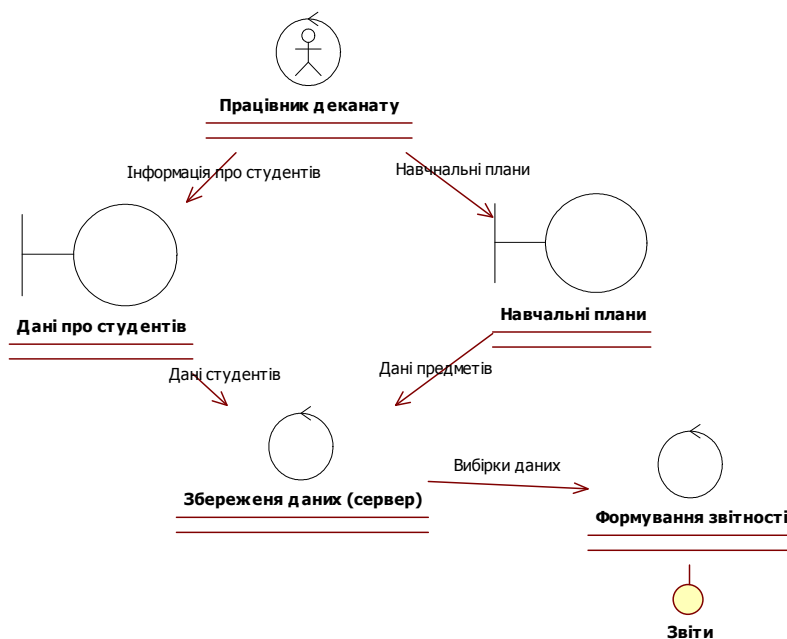 Працівник деканату
Інформація про студентів
Навчнальні плани
Дані про студентів
Навчальні плани
Дані студентів
Дані предметів
Збереженя даних (сервер)
Вибірки даних
Формування звітності
Звіти